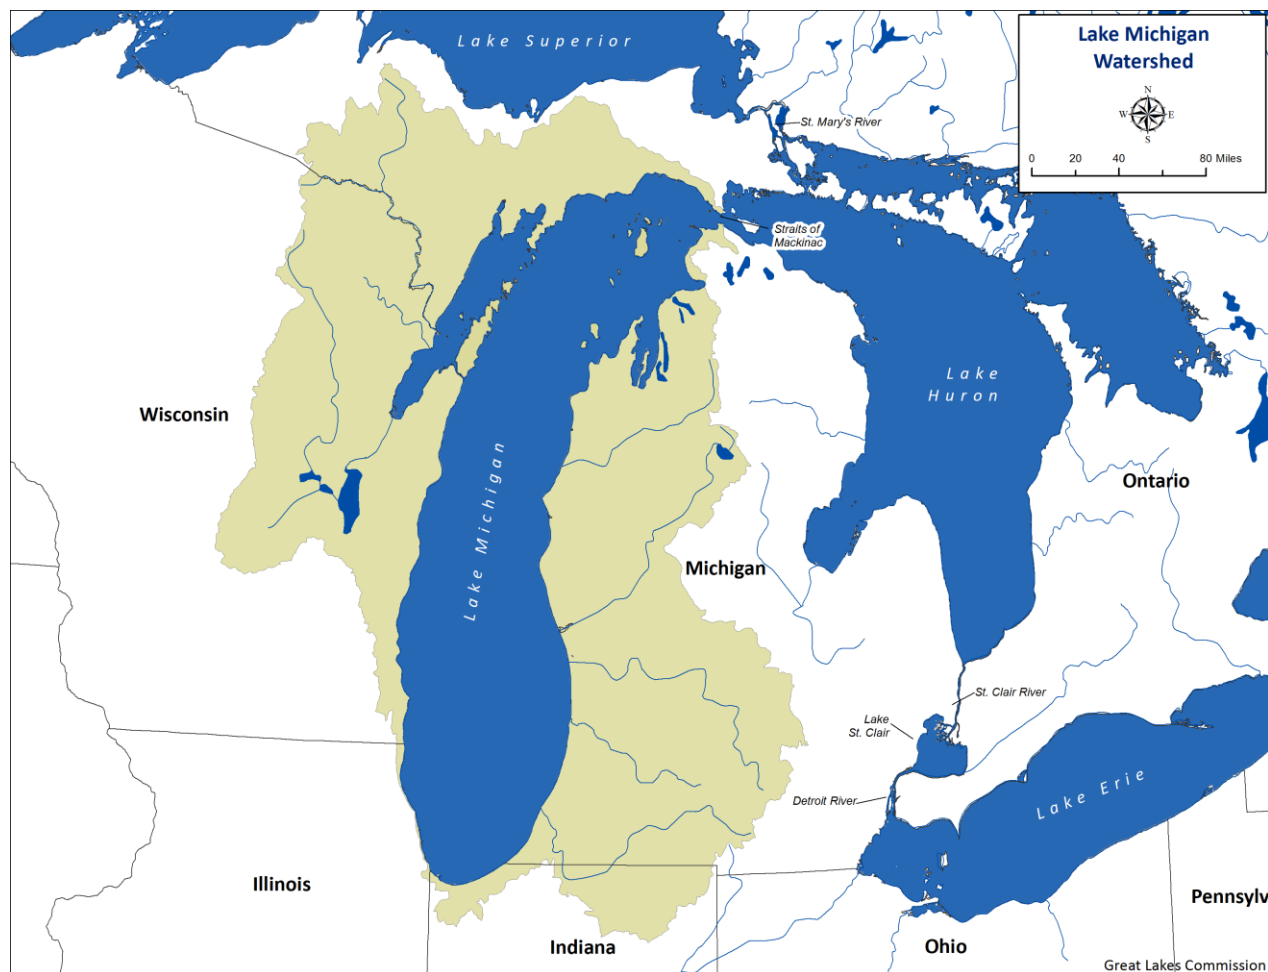 Lake Superior
Lake Michigan
Watershed
N
W E
S
0 20 40 80 Miles
St. Mary's River
Straits of
Mackinac
Lake
Huron
Wisconsin
Lake Michigan
Ontario
Michigan
St. Clair River
Lake
St. Clair
Detroit River
Lake Erie
Illinois
Pennsylv
Indiana
Ohio
Great Lakes Commission